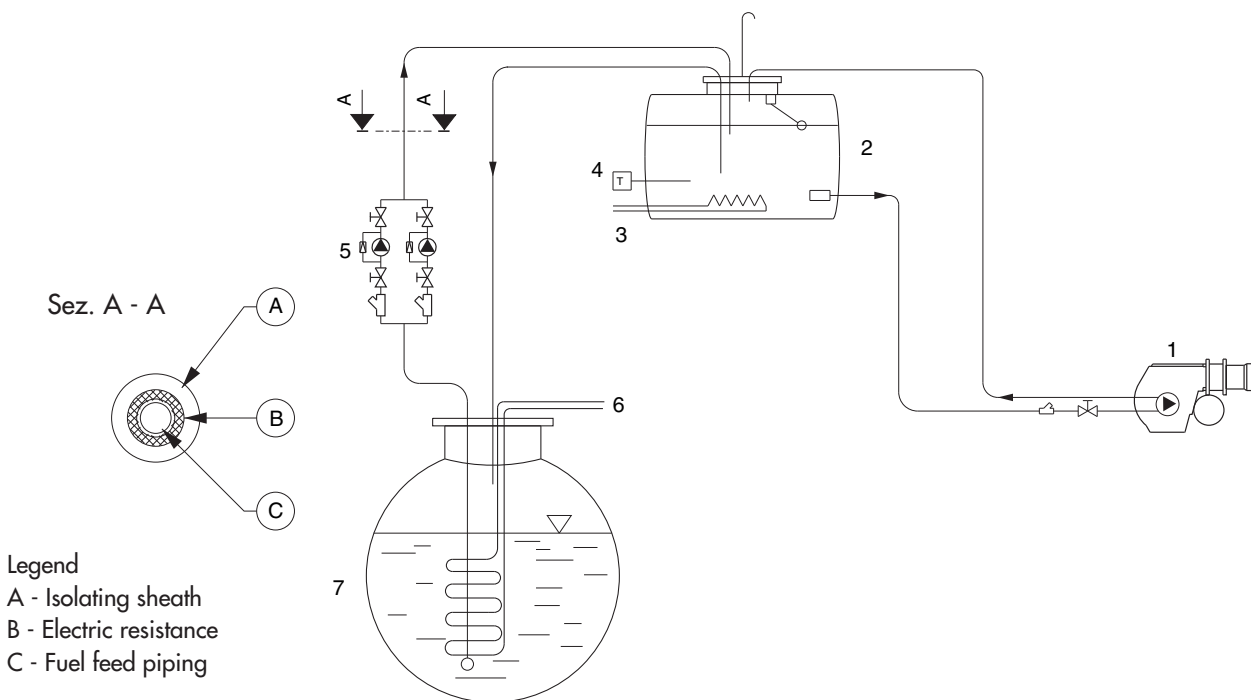 A
A
2
4
T
3
5
Sez. A - A
A
1
B
6
C
7
Legend
A - Isolating sheath
B - Electric resistance
C - Fuel feed piping